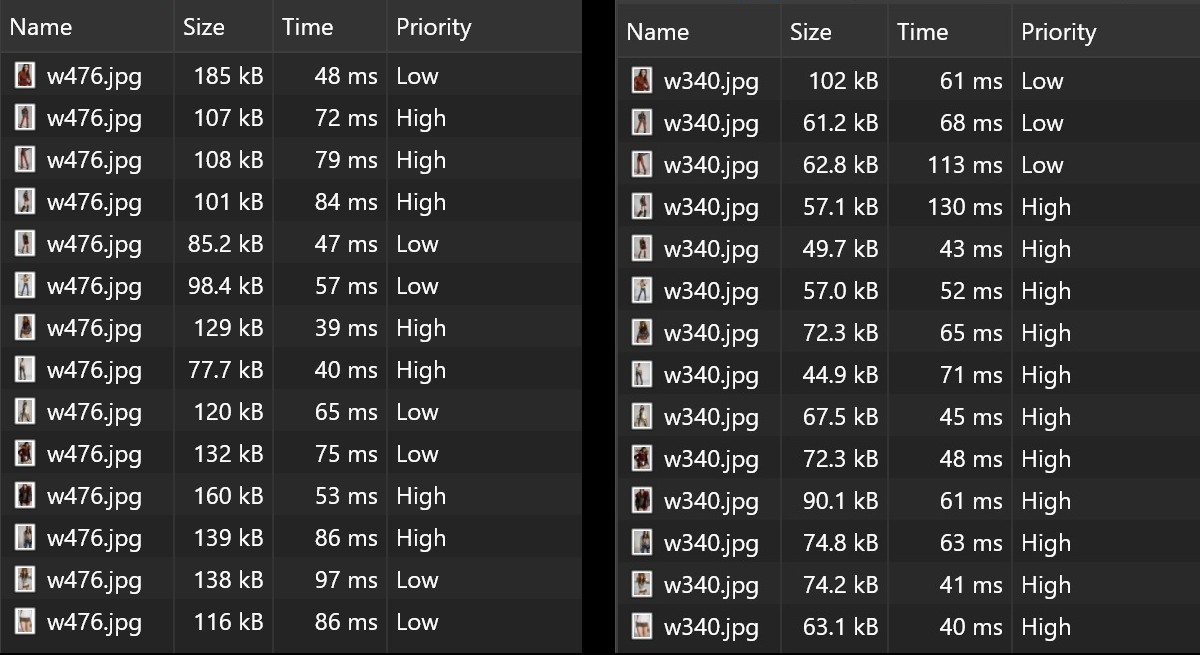 Name Size Time Priority
w476.jpg 185 kB 48 ms Low
w476.jpg 107 kB 72 ms High
w476.jpg 108 kB 79 ms High
w476.jpg 101 kB 84 ms High
w476.jpg 85.2 kB 47 ms Low
w476.jpg 98.4 kB 57 ms Low
w476.jpg 129 kB 39 ms High
w476.jpg 77.7 kB 40 ms High
w476.jpg 120 kB 65 ms Low
w476.jpg 132 kB 75 ms Low
w476.jpg 160 kB 53 ms High
w476.jpg 139 kB 86 ms High
w476.jpg 138 kB 97 ms Low
w476.jpg 116 kB 86 ms Low
Name Size Time Priority
w340.jpg 102 kB 61 ms Low
w340.jpg 61.2 kB 68 ms Low
w340.jpg 62.8 kB 113 ms Low
w340.jpg 57.1 kB 130 ms High
w340.jpg 49.7 kB 43 ms High
w340.jpg 57.0 kB 52 ms High
w340.jpg 72.3 kB 65 ms High
w340.jpg 44.9 kB 71 ms High
w340.jpg 67.5 kB 45 ms High
w340.jpg 72.3 kB 48 ms High
w340.jpg 90.1 kB 61 ms High
w340.jpg 74.8 kB 63 ms High
w340.jpg 74.2 kB 41 ms High
w340.jpg 63.1 kB 40 ms High